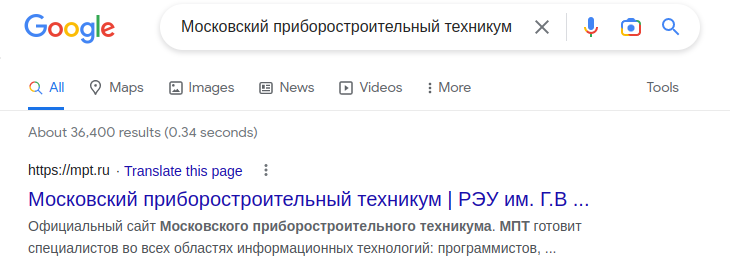 Google Московский приборостроительный техникум
All Maps Images News Videos More Tools
About 36,400 results (0.34 seconds)
https://mpt.ru · Translate this page
Московский приборостроительный техникум | РЭУ им. Г.В ...
Официальный сайт Московского приборостроительного техникума. МПТ готовит
специалистов во всех областях информационных технологий: программистов, ...